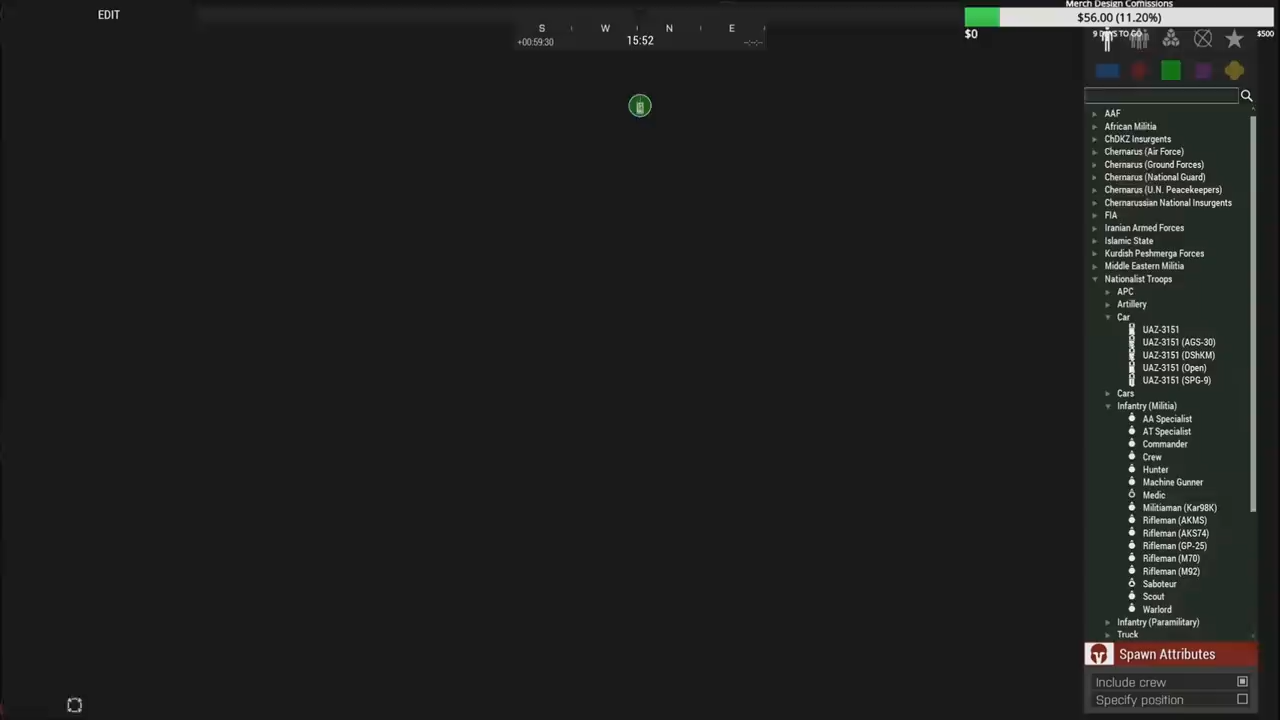 EDIT
S W N E
+00:59:30 15:52 --:--:--
Merch Design Comissions
$56.00 (11.20%)
$0 9 DAYS TO GO $500
AAF
African Militia
ChDKZ Insurgents
Chernarus (Air Force)
Chernarus (Ground Forces)
Chernarus (National Guard)
Chernarus (U.N. Peacekeepers)
Chernarussian National Insurgents
FIA
Iranian Armed Forces
Islamic State
Kurdish Peshmerga Forces
Middle Eastern Militia
Nationalist Troops
APC
Artillery
Car
UAZ-3151
UAZ-3151 (AGS-30)
UAZ-3151 (DShKM)
UAZ-3151 (Open)
UAZ-3151 (SPG-9)
Cars
Infantry (Militia)
AA Specialist
AT Specialist
Commander
Crew
Hunter
Machine Gunner
Medic
Militiaman (Kar98K)
Rifleman (AKMS)
Rifleman (AKS74)
Rifleman (GP-25)
Rifleman (M70)
Rifleman (M92)
Saboteur
Scout
Warlord
Infantry (Paramilitary)
Truck
Spawn Attributes
Include crew
Specify position